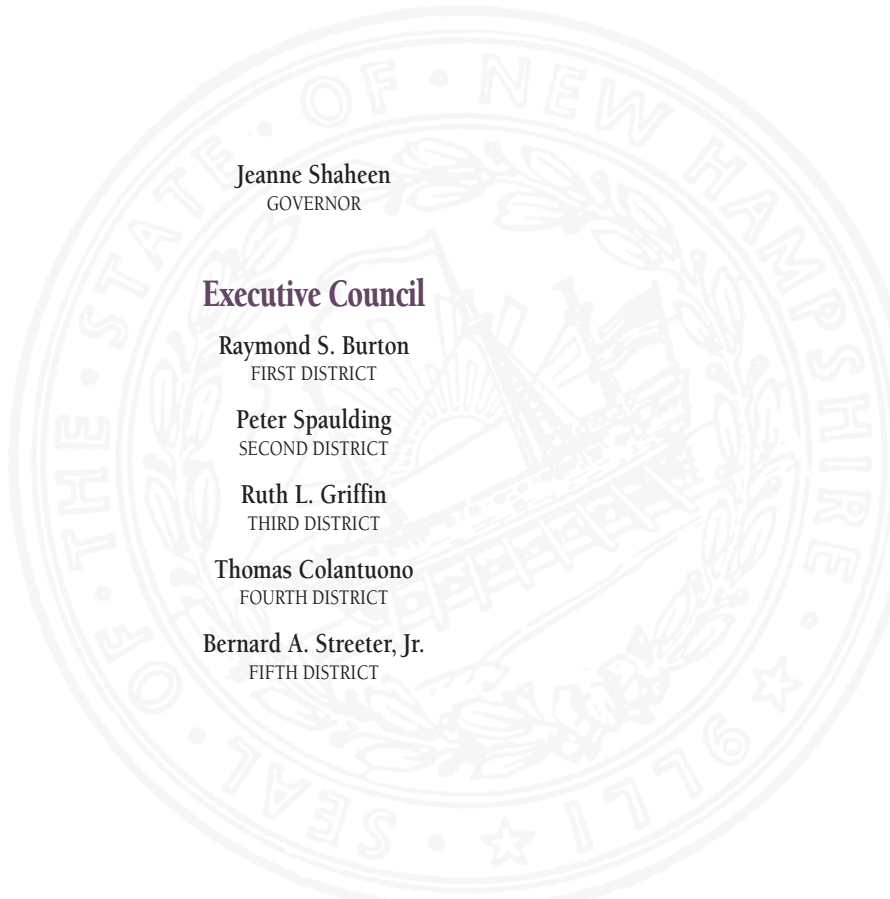 Jeanne Shaheen
GOVERNOR
Executive Council
Raymond S. Burton
FIRST DISTRICT
Peter Spaulding
SECOND DISTRICT
Ruth L. Griffin
THIRD DISTRICT
Thomas Colantuono
FOURTH DISTRICT
Bernard A. Streeter, Jr.
FIFTH DISTRICT
SEAL · OF · THE · STATE · OF · NEW HAMPSHIRE ·
☆ 1776 ☆